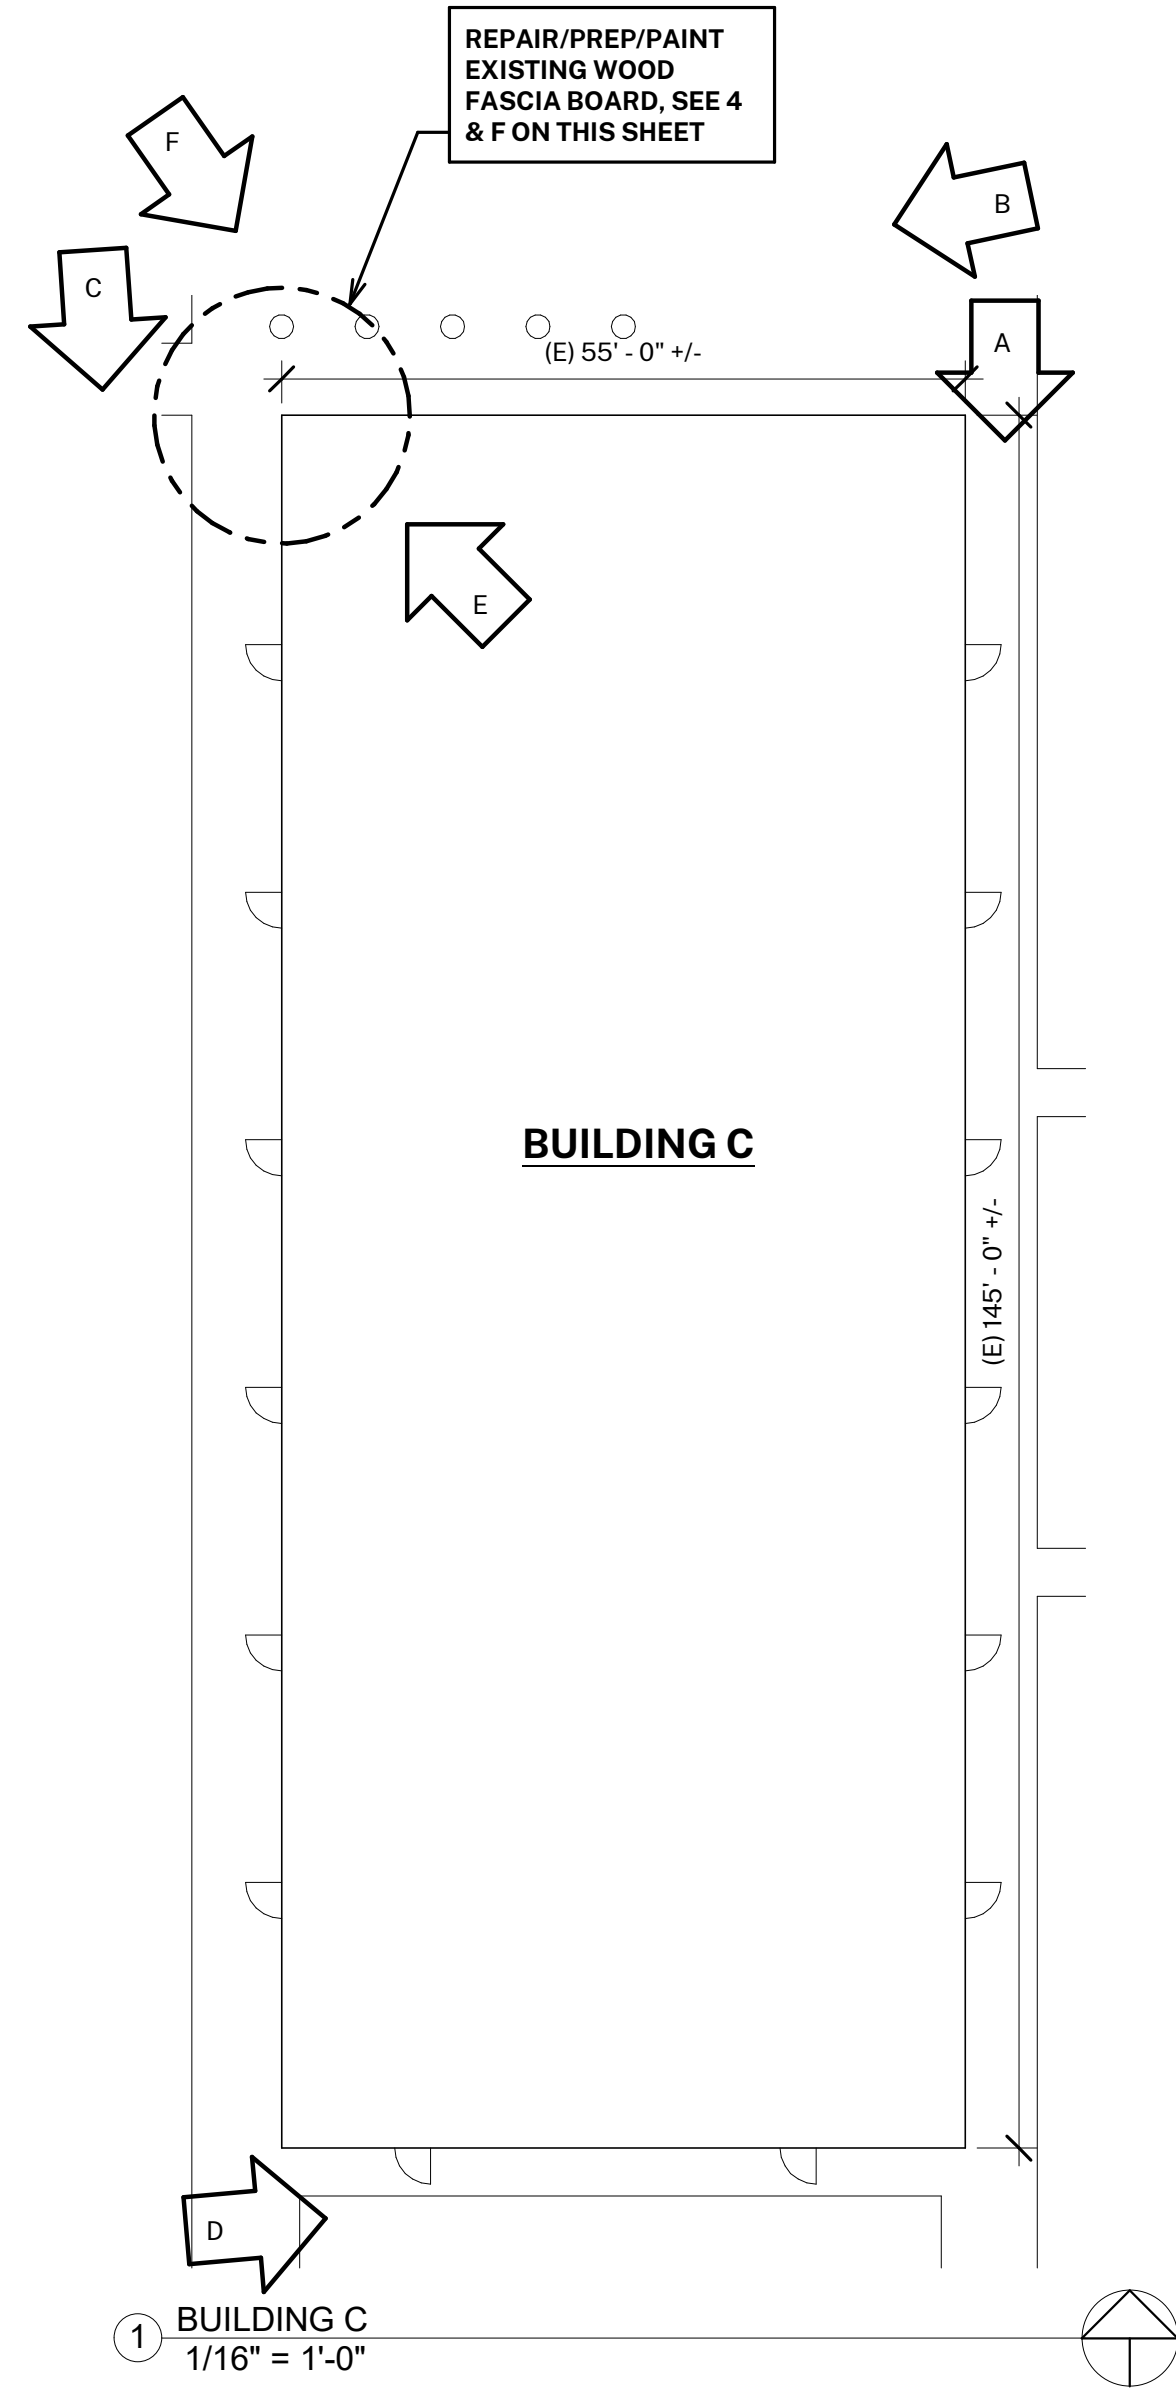 REPAIR/PREP/PAINT
EXISTING WOOD
FASCIA BOARD, SEE 4
& F ON THIS SHEET
F
B
C
A
(E) 55' - 0" +/-
E
BUILDING C
(E) 145' - 0" +/-
D
1
BUILDING C
1/16" = 1'-0"